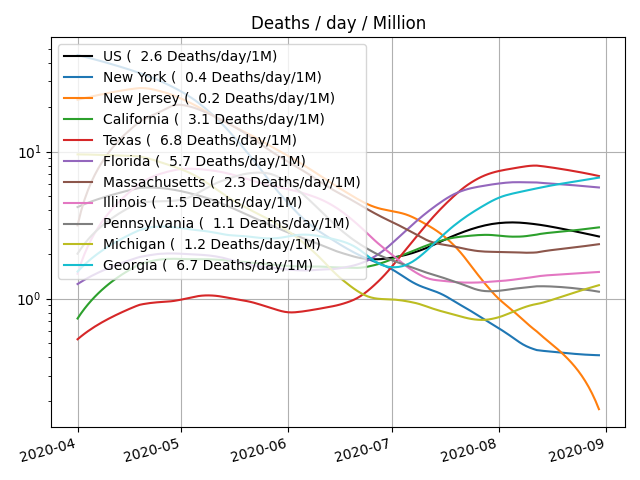 Deaths / day / Million
US (  2.6 Deaths/day/1M)
New York (  0.4 Deaths/day/1M)
New Jersey (  0.2 Deaths/day/1M)
California (  3.1 Deaths/day/1M)
Texas (  6.8 Deaths/day/1M)
Florida (  5.7 Deaths/day/1M)
Massachusetts (  2.3 Deaths/day/1M)
Illinois (  1.5 Deaths/day/1M)
Pennsylvania (  1.1 Deaths/day/1M)
Michigan (  1.2 Deaths/day/1M)
Georgia (  6.7 Deaths/day/1M)
10¹
10⁰
2020-04 2020-05 2020-06 2020-07 2020-08 2020-09